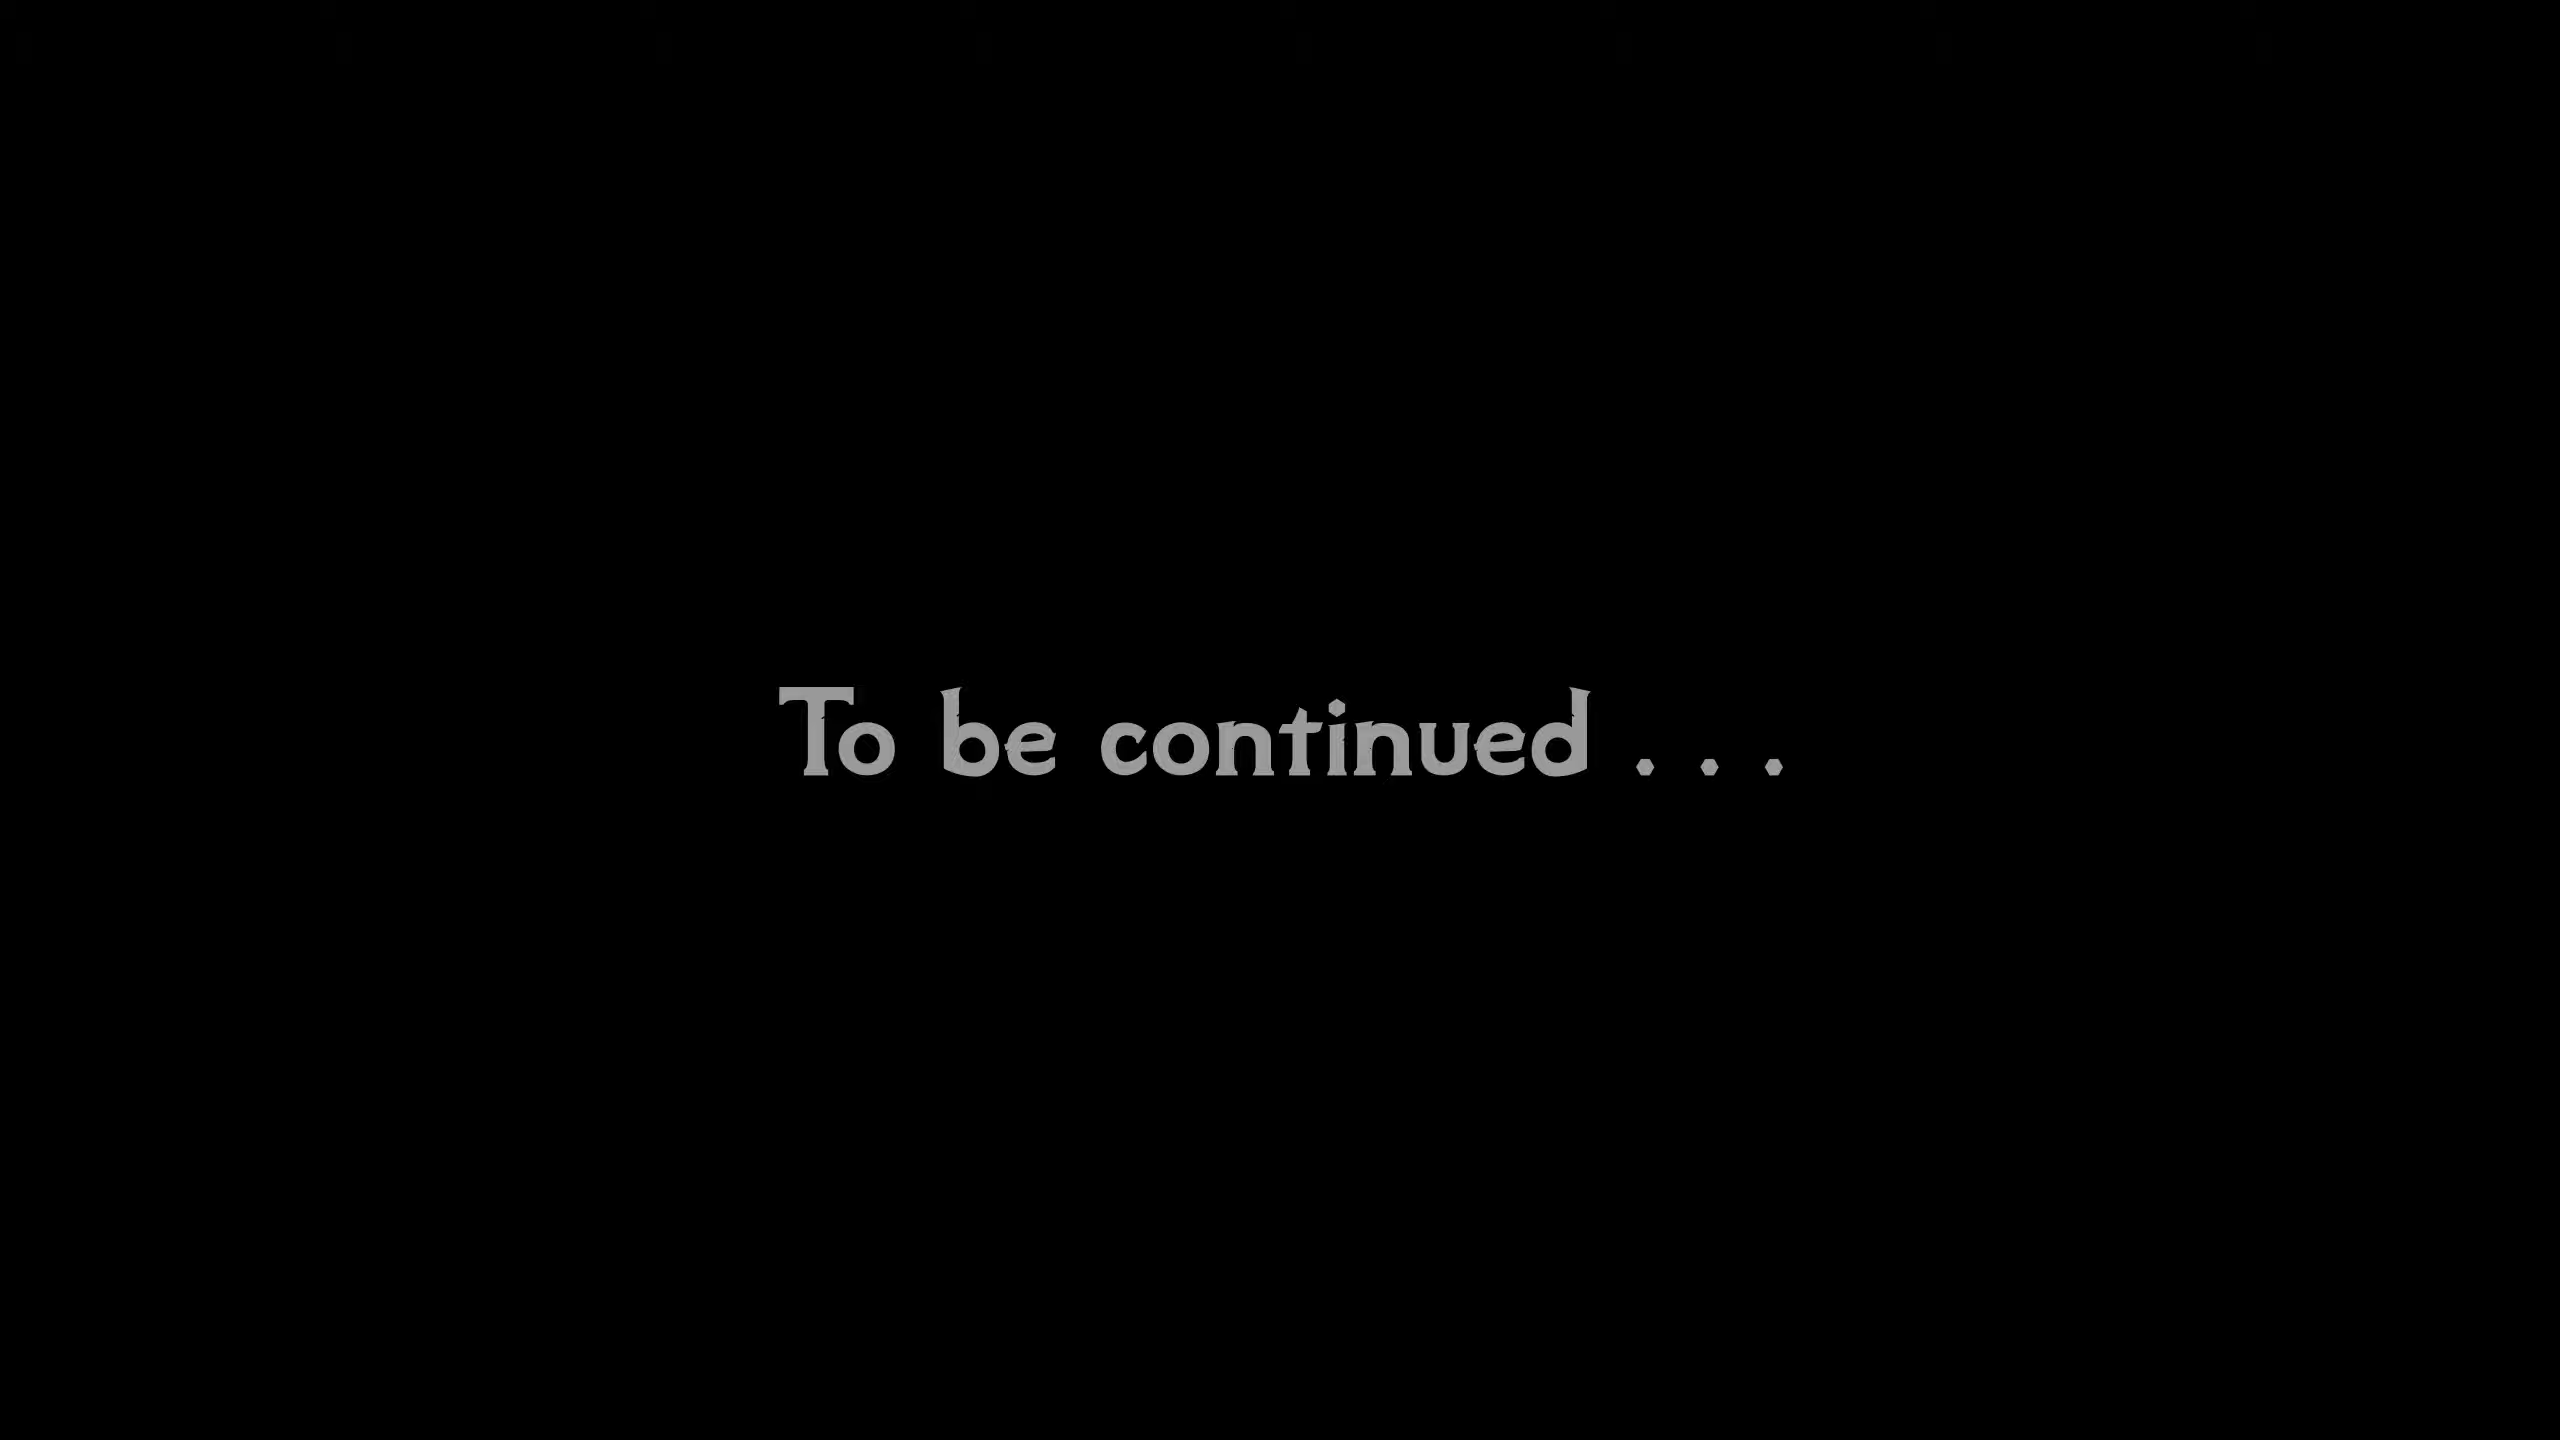 To be continued . . .